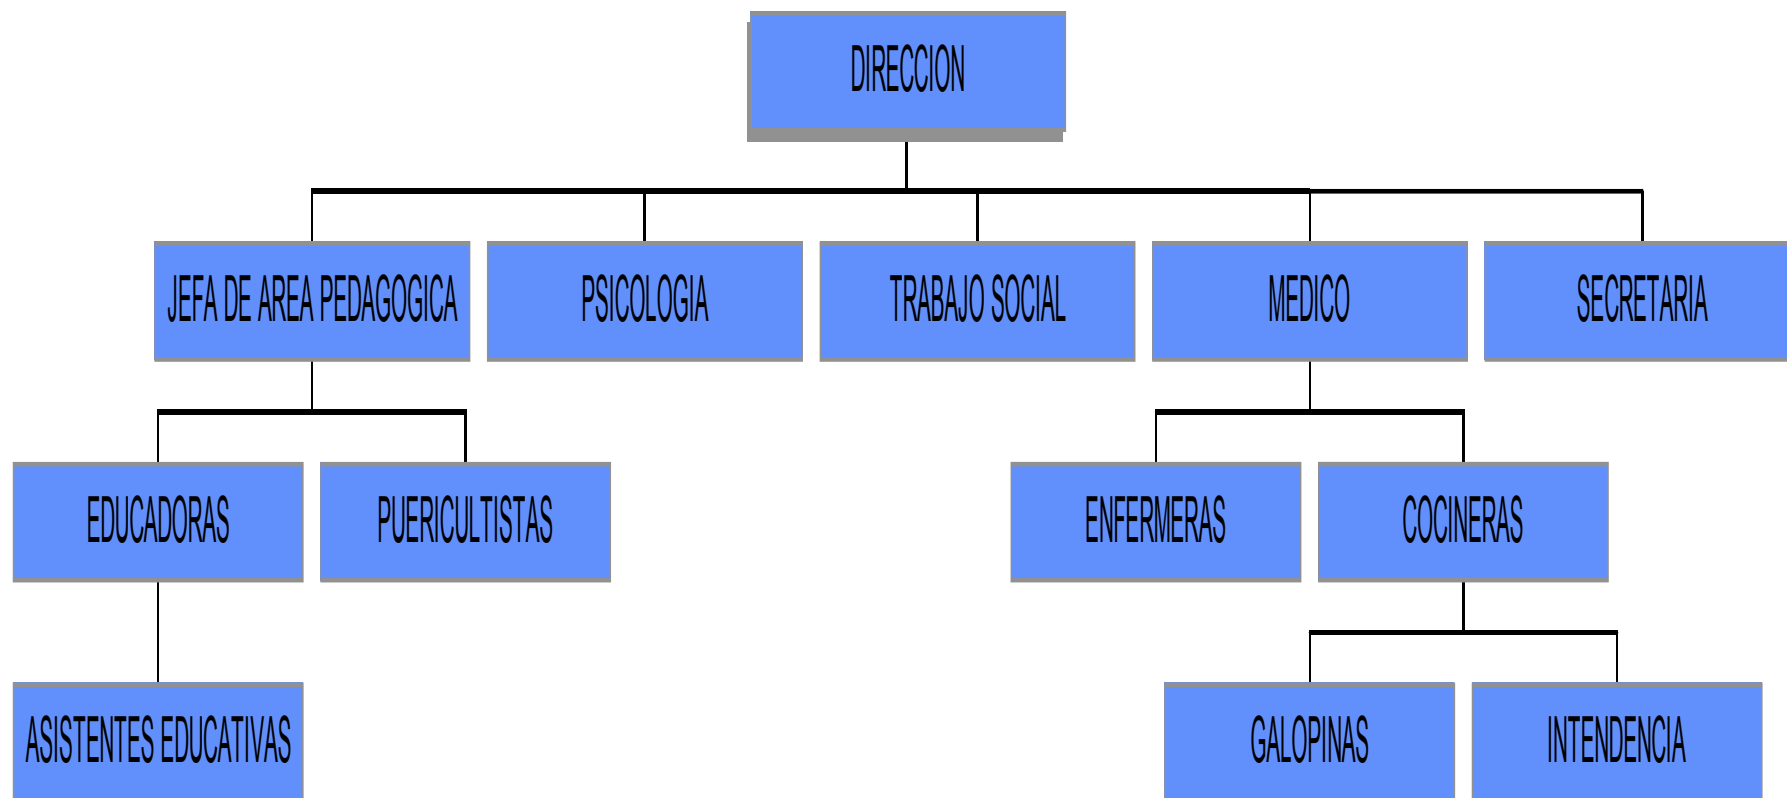 DIRECCION
JEFA DE AREA PEDAGOGICA
PSICOLOGIA
TRABAJO SOCIAL
MEDICO
SECRETARIA
EDUCADORAS
PUERICULTISTAS
ENFERMERAS
COCINERAS
ASISTENTES EDUCATIVAS
GALOPINAS
INTENDENCIA